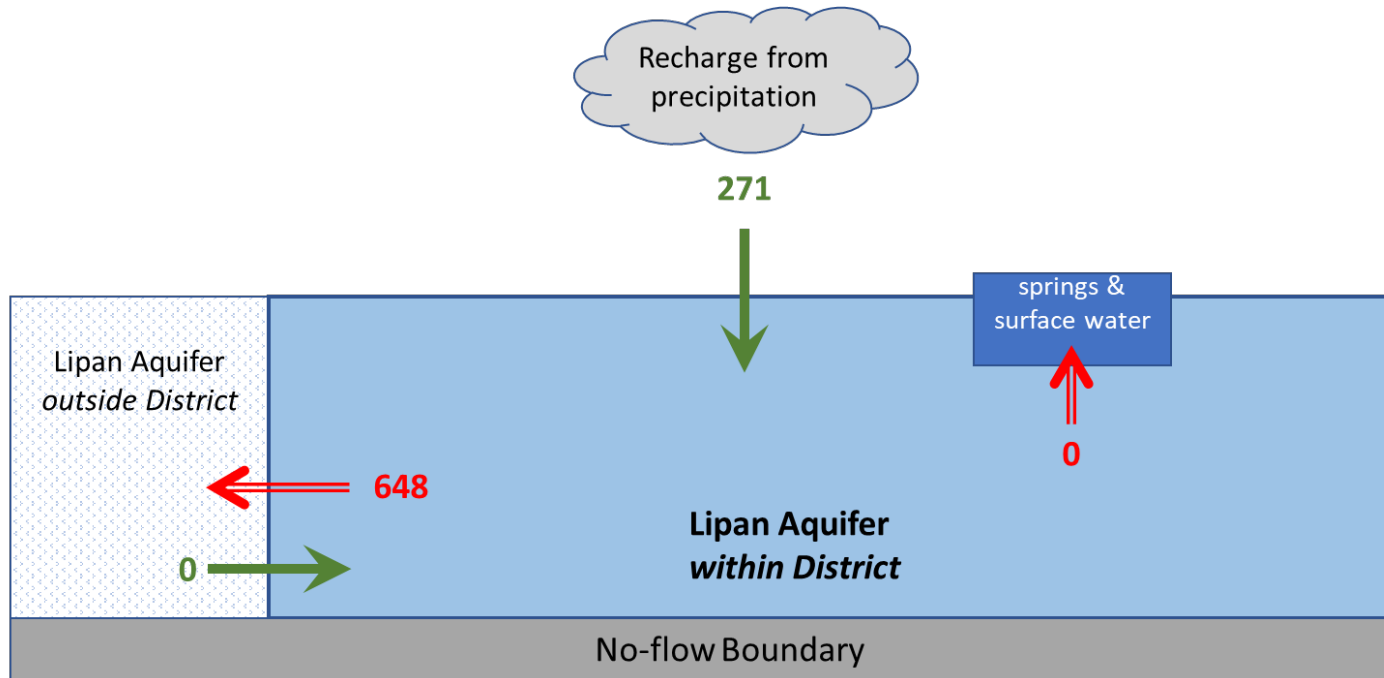 Recharge from
precipitation
271
springs &
surface water
Lipan Aquifer
outside District
648
0
0
Lipan Aquifer
within District
No-flow Boundary